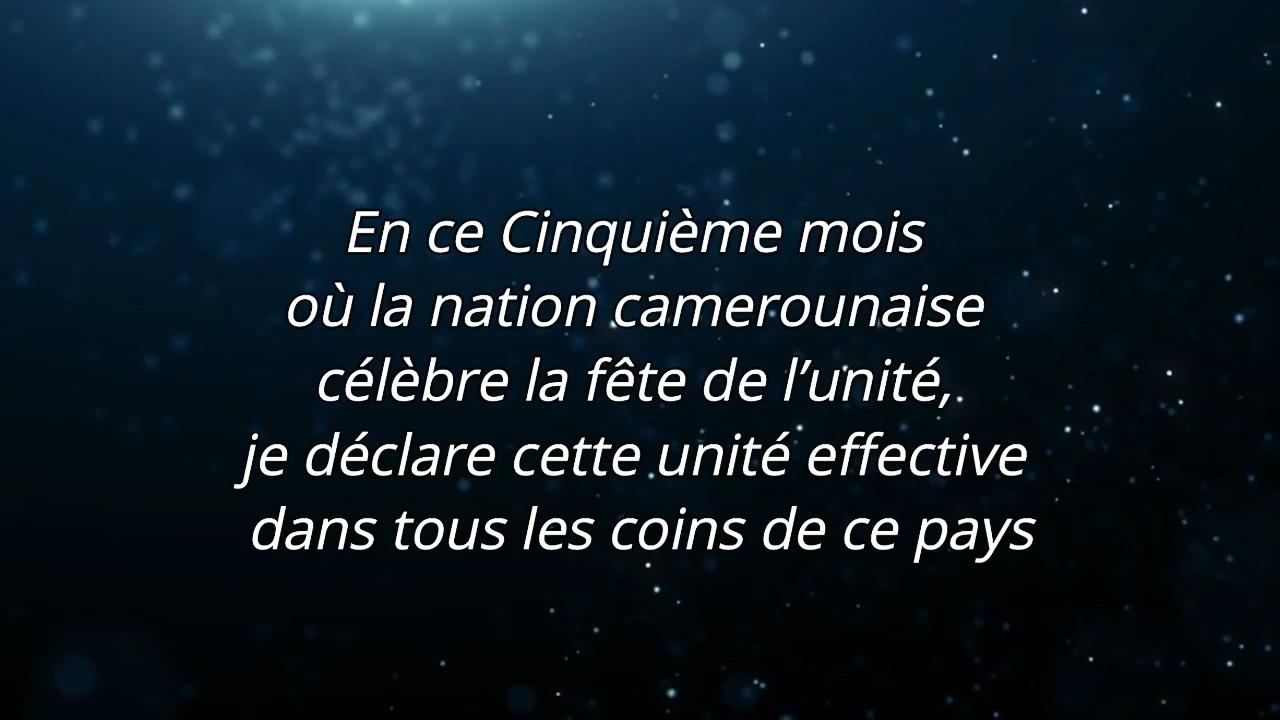 En ce Cinquième mois
où la nation camerounaise
célèbre la fête de l’unité,
je déclare cette unité effective
dans tous les coins de ce pays